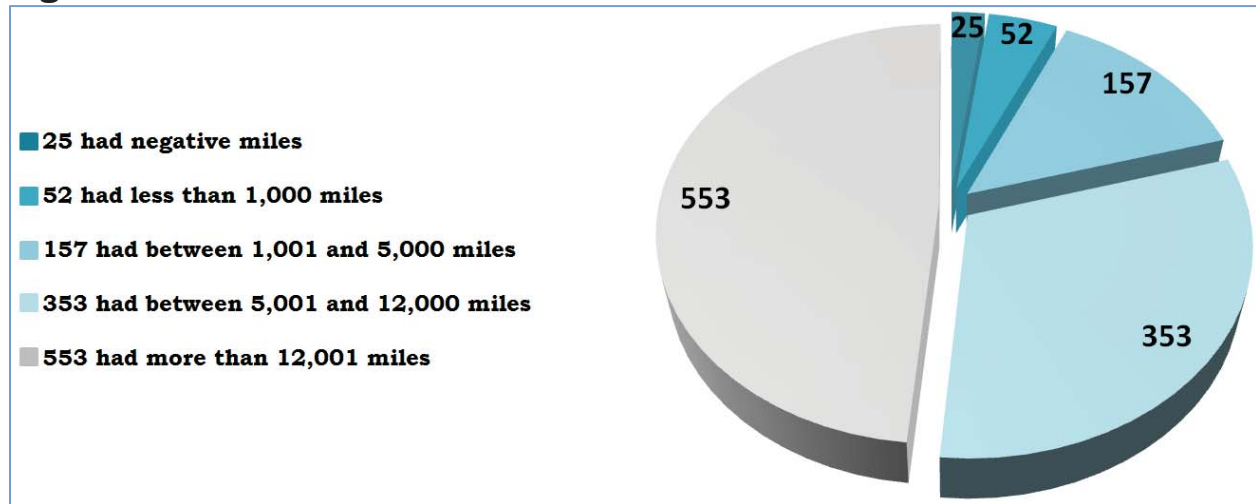 25 had negative miles
52 had less than 1,000 miles
157 had between 1,001 and 5,000 miles
353 had between 5,001 and 12,000 miles
553 had more than 12,001 miles
25
52
157
353
553